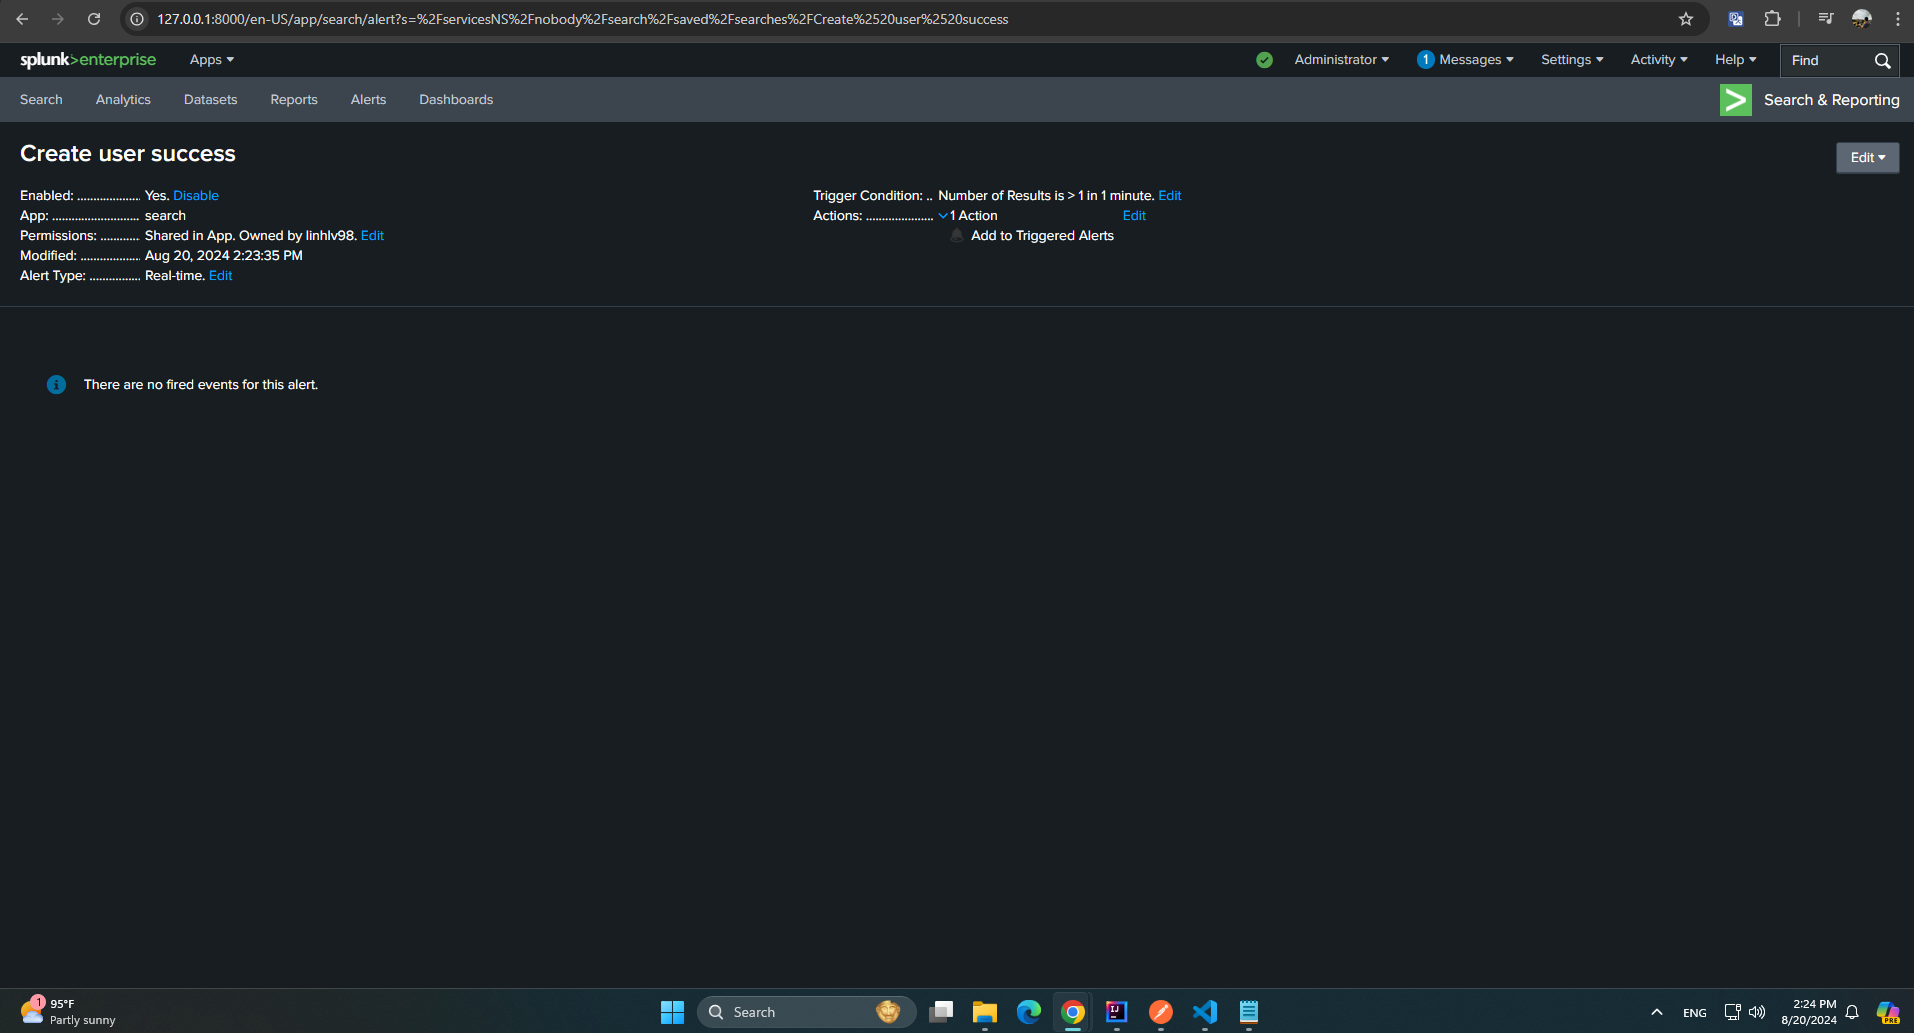 127.0.0.1:8000/en-US/app/search/alert?s=%2FservicesNS%2Fnobody%2Fsearch%2Fsaved%2Fsearches%2FCreate%2520user%2520success
splunk>enterprise Apps Administrator 1 Messages Settings Activity Help Find
Search Analytics Datasets Reports Alerts Dashboards Search & Reporting
Create user success
Edit
Enabled: ................... Yes. Disable
App: .......................... search
Permissions: ............ Shared in App. Owned by linhlv98. Edit
Modified: .................. Aug 20, 2024 2:23:35 PM
Alert Type: ............... Real-time. Edit
Trigger Condition: .. Number of Results is > 1 in 1 minute. Edit
Actions: ..................... 1 Action Edit
Add to Triggered Alerts
There are no fired events for this alert.
1
95°F
Partly sunny
Search
IJ
ENG
2:24 PM
8/20/2024
PRE